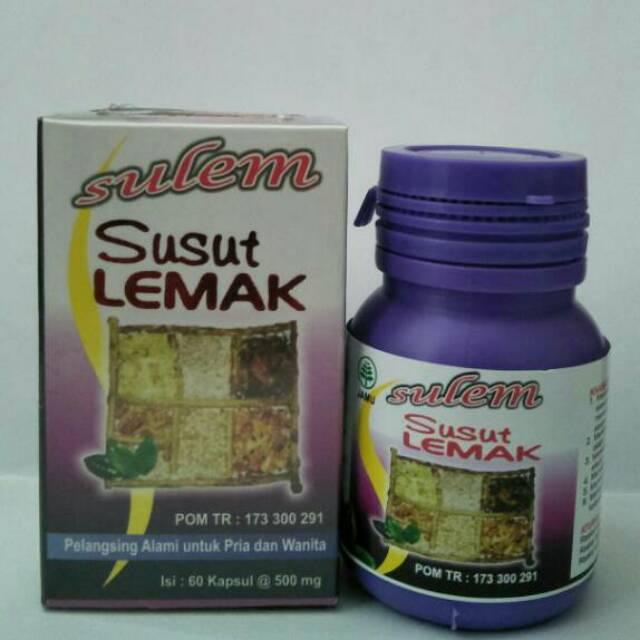 sulem
Susut
LEMAK
POM TR : 173 300 291
Pelangsing Alami untuk Pria dan Wanita
Isi : 60 Kapsul @ 500 mg
JAMU
sulem
Susut
LEMAK
POM TR : 173 300 291